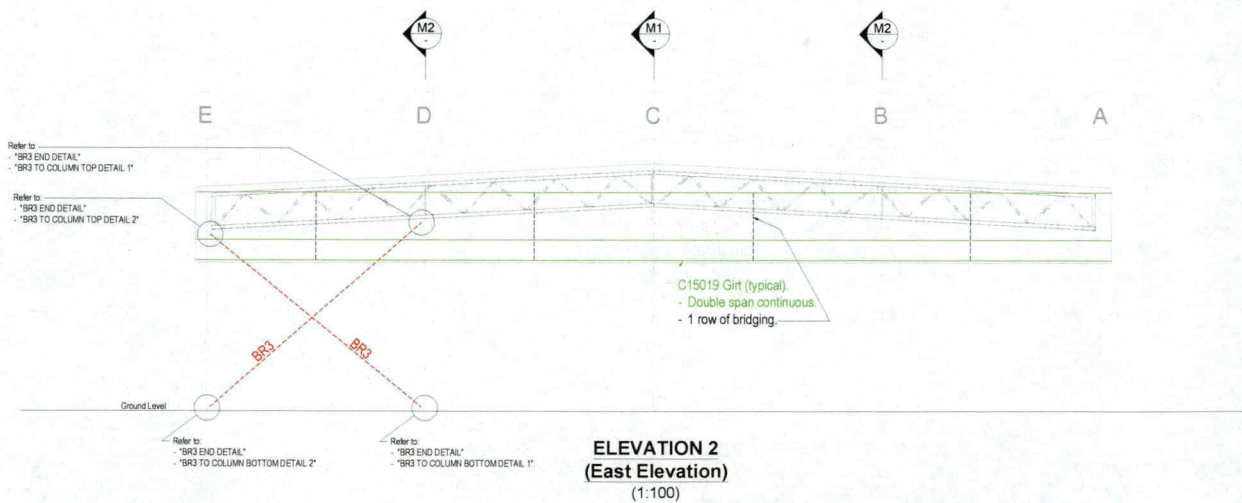 M2
-
M1
-
M2
-
E
D
C
B
A
Refer to:
- "BR3 END DETAIL"
- "BR3 TO COLUMN TOP DETAIL 1"
Refer to:
- "BR3 END DETAIL"
- "BR3 TO COLUMN TOP DETAIL 2"
C15019 Girt (typical).
- Double span continuous.
- 1 row of bridging.
BR3
BR3
Ground Level
Refer to:
- "BR3 END DETAIL"
- "BR3 TO COLUMN BOTTOM DETAIL 2"
Refer to:
- "BR3 END DETAIL"
- "BR3 TO COLUMN BOTTOM DETAIL 1"
ELEVATION 2
(East Elevation)
(1:100)